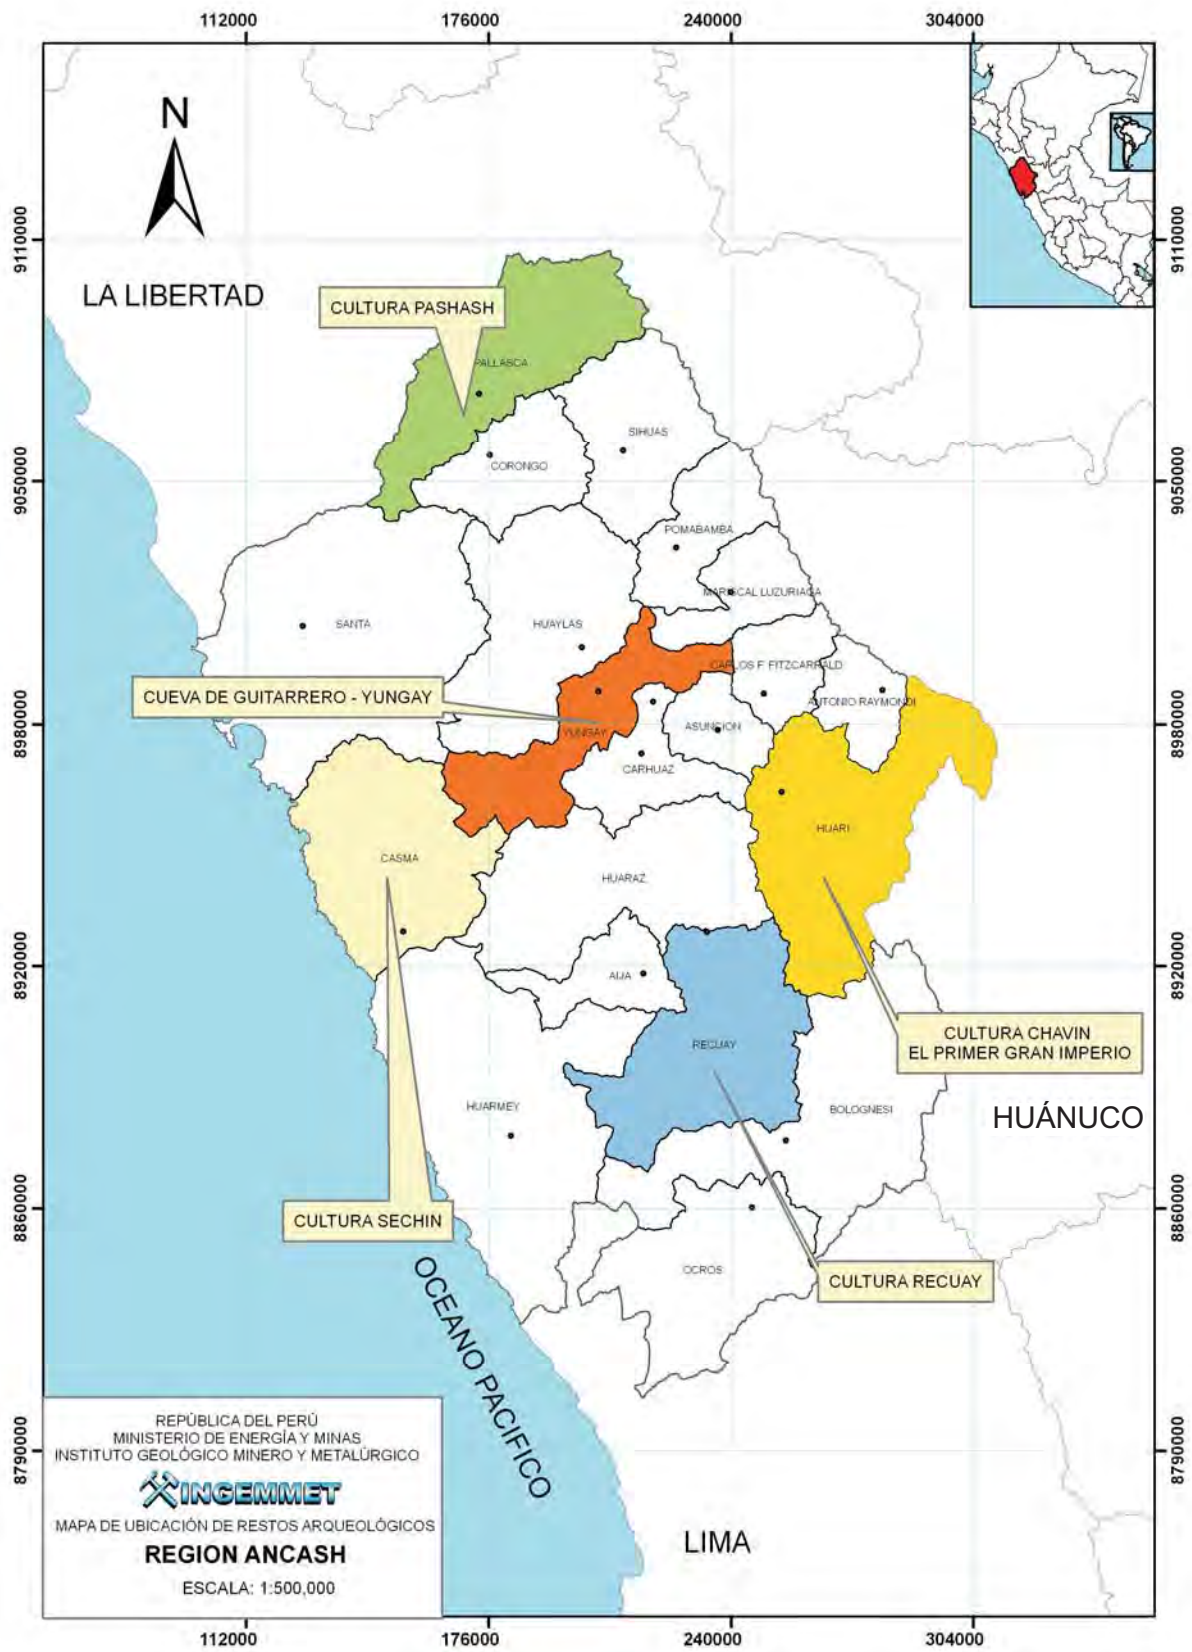 112000
176000
240000
304000
N
9110000
9110000
LA LIBERTAD
CULTURA PASHASH
PALLASCA
SIHUAS
CORONGO
9050000
9050000
POMABAMBA
MARISCAL LUZURIAGA
SANTA
HUAYLAS
CARLOS F FITZCARRALD
CUEVA DE GUITARRERO - YUNGAY
ANTONIO RAYMONDI
8980000
8980000
YUNGAY
ASUNCION
CARHUAZ
HUARI
CASMA
HUARAZ
8920000
8920000
AIJA
CULTURA CHAVIN
EL PRIMER GRAN IMPERIO
RECUAY
HUARMEY
BOLOGNESI
HUÁNUCO
8860000
8860000
CULTURA SECHIN
OCROS
CULTURA RECUAY
OCEANO PACIFICO
8790000
8790000
REPÚBLICA DEL PERÚ
MINISTERIO DE ENERGÍA Y MINAS
INSTITUTO GEOLÓGICO MINERO Y METALÚRGICO
INGEMMET
MAPA DE UBICACIÓN DE RESTOS ARQUEOLÓGICOS
REGION ANCASH
ESCALA: 1:500,000
LIMA
112000
176000
240000
304000